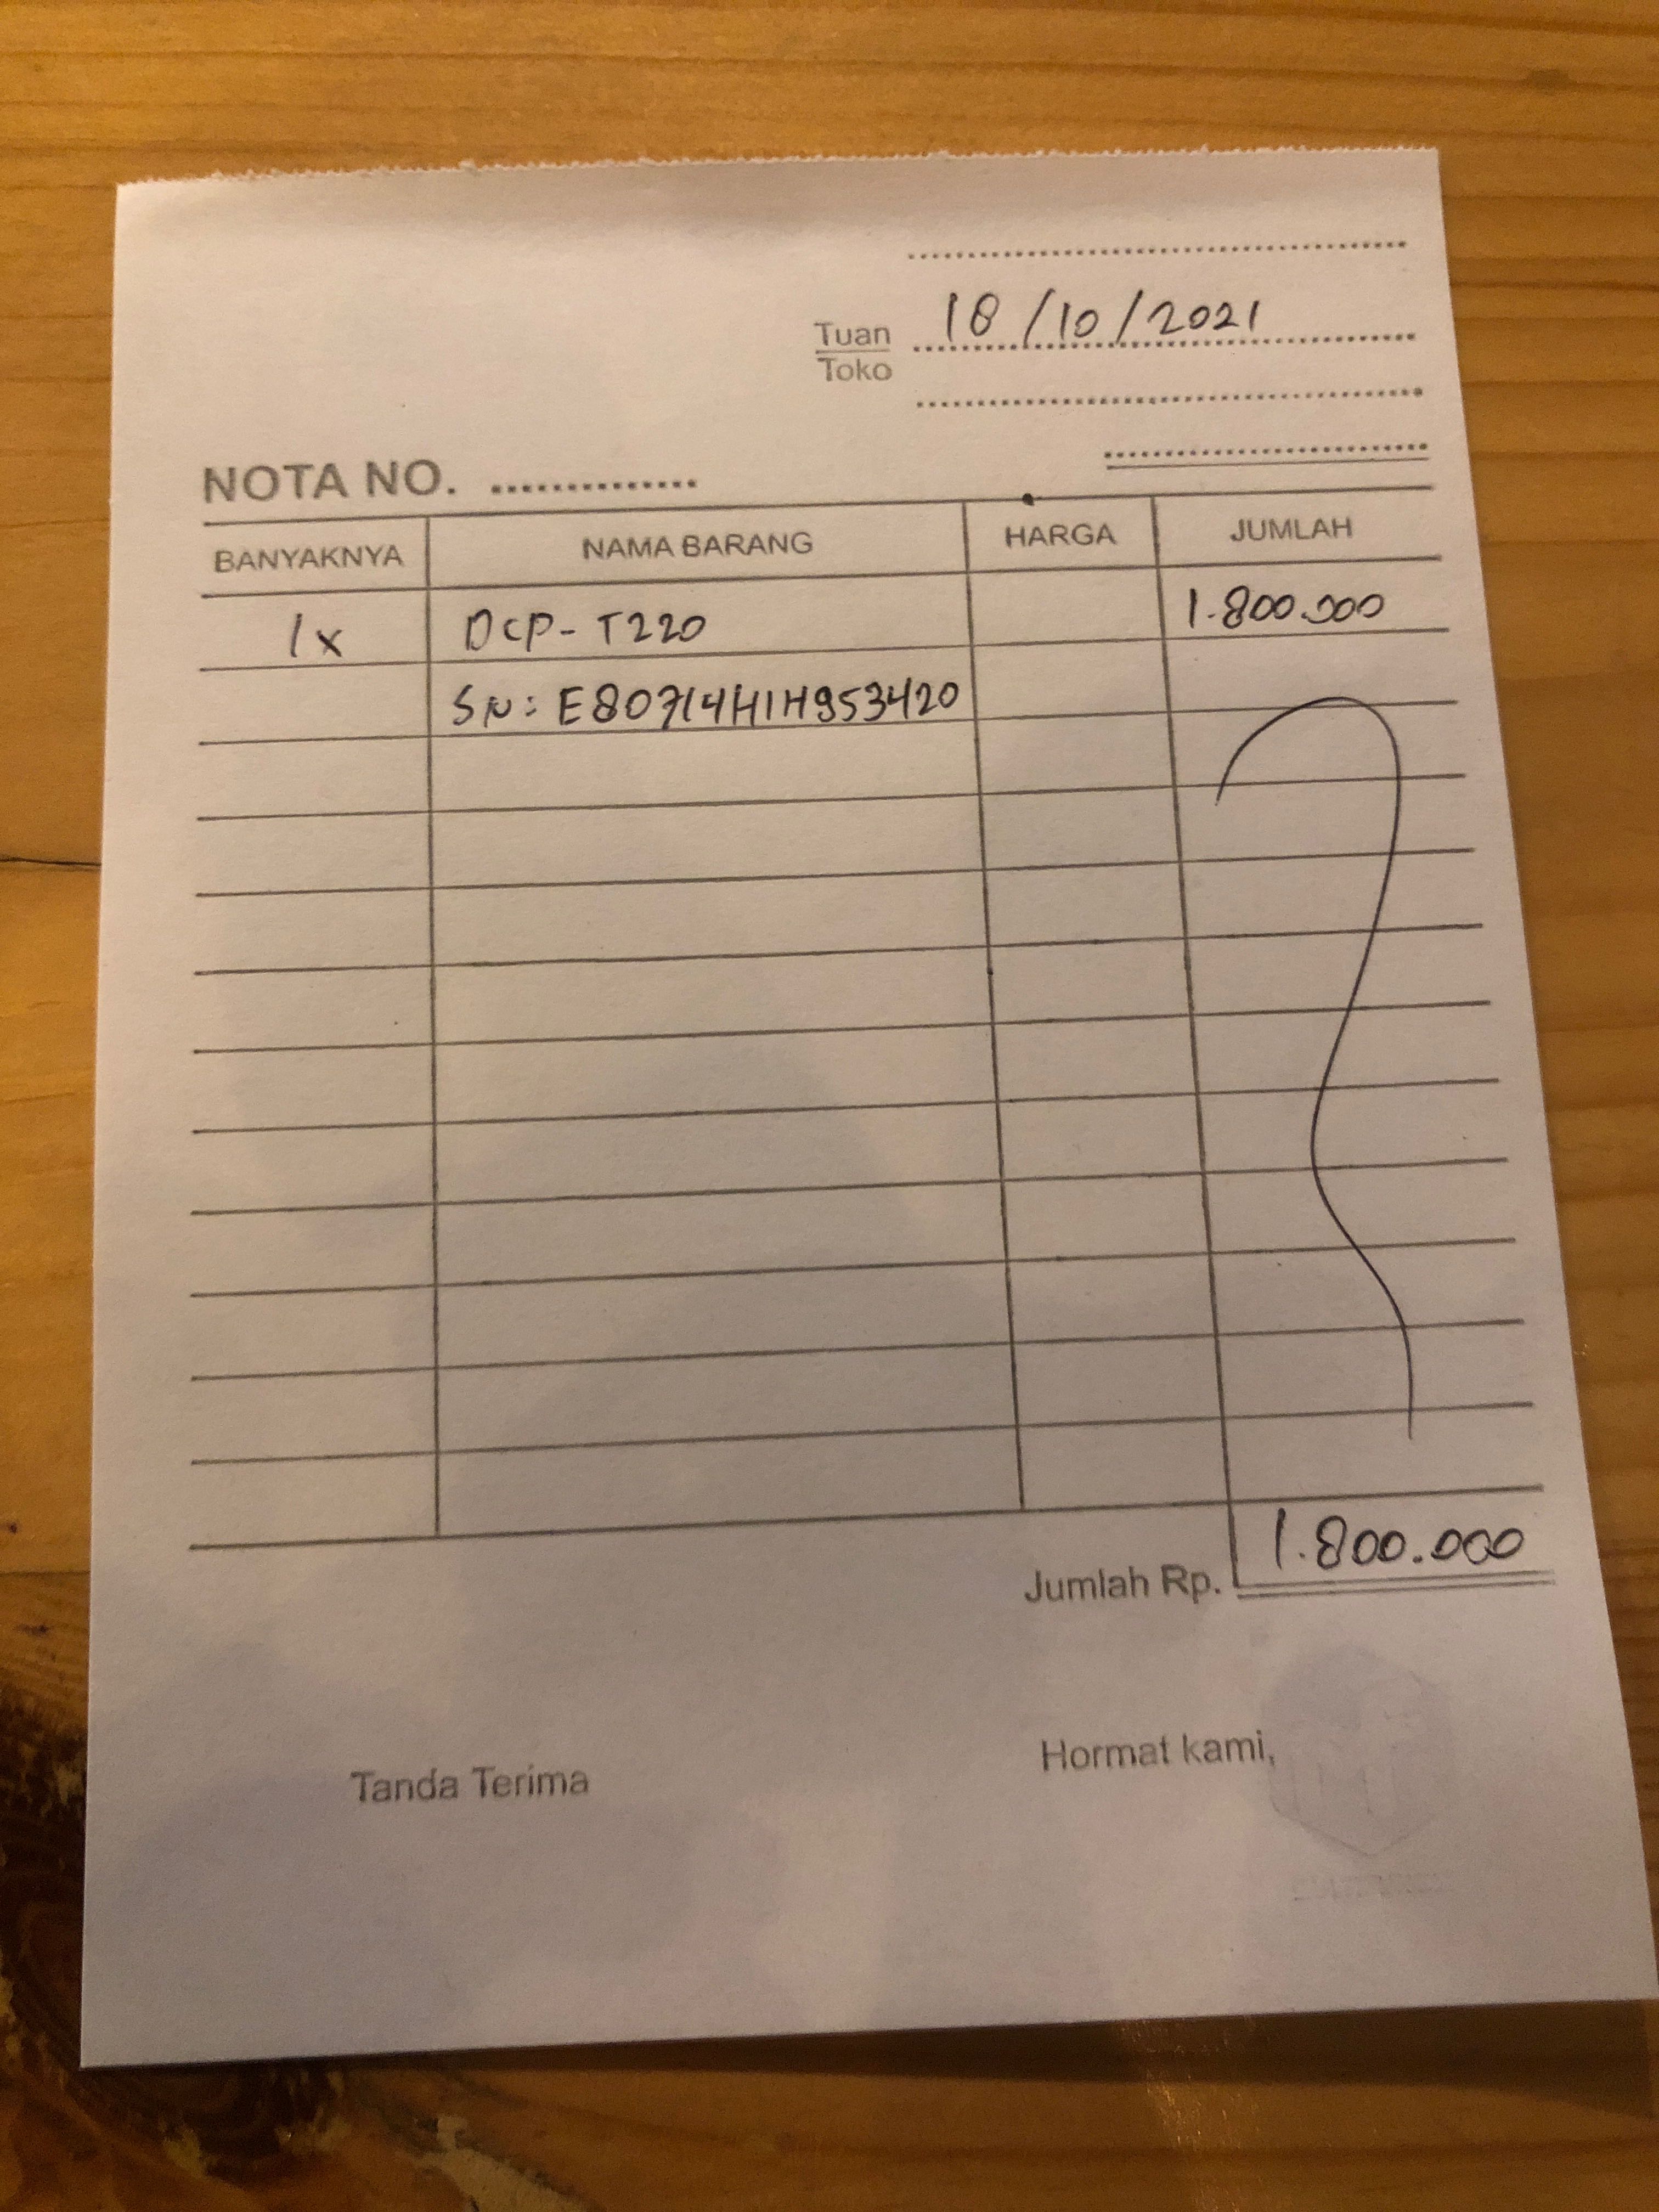 18/10/2021
Tuan
Toko
NOTA NO. ..............
BANYAKNYA NAMA BARANG HARGA JUMLAH
1x DCP-T220 1.800.000
SN: E80714H1H953420
Jumlah Rp. 1.800.000
Tanda Terima Hormat kami,